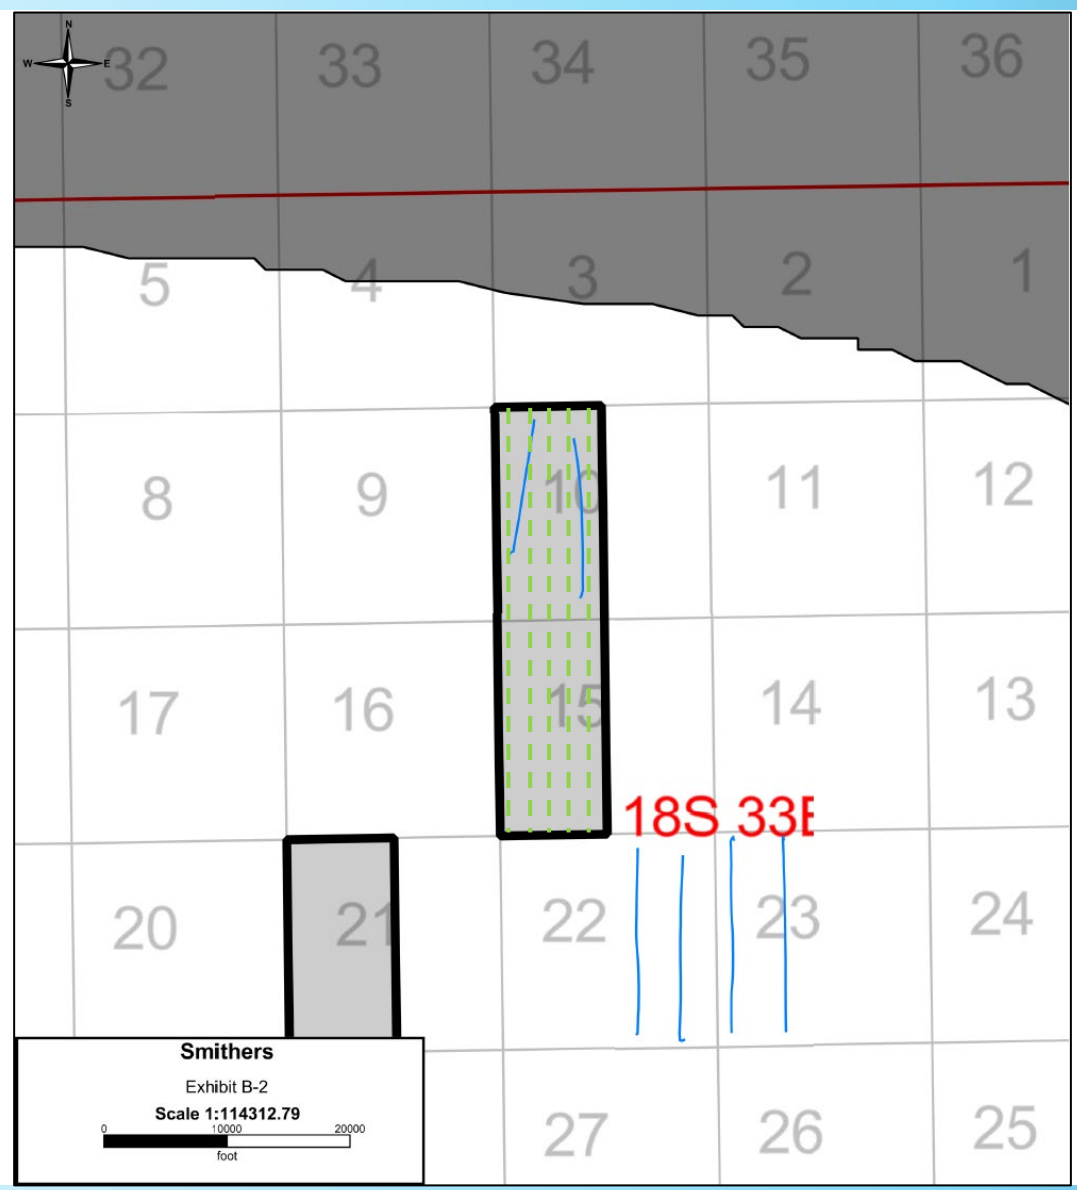 N
W E
S
32 33 34 35 36
5 4 3 2 1
8 9 10 11 12
17 16 15 14 13
18S 33E
20 21 22 23 24
27 26 25
Smithers
Exhibit B-2
Scale 1:114312.79
0 10000 20000
foot